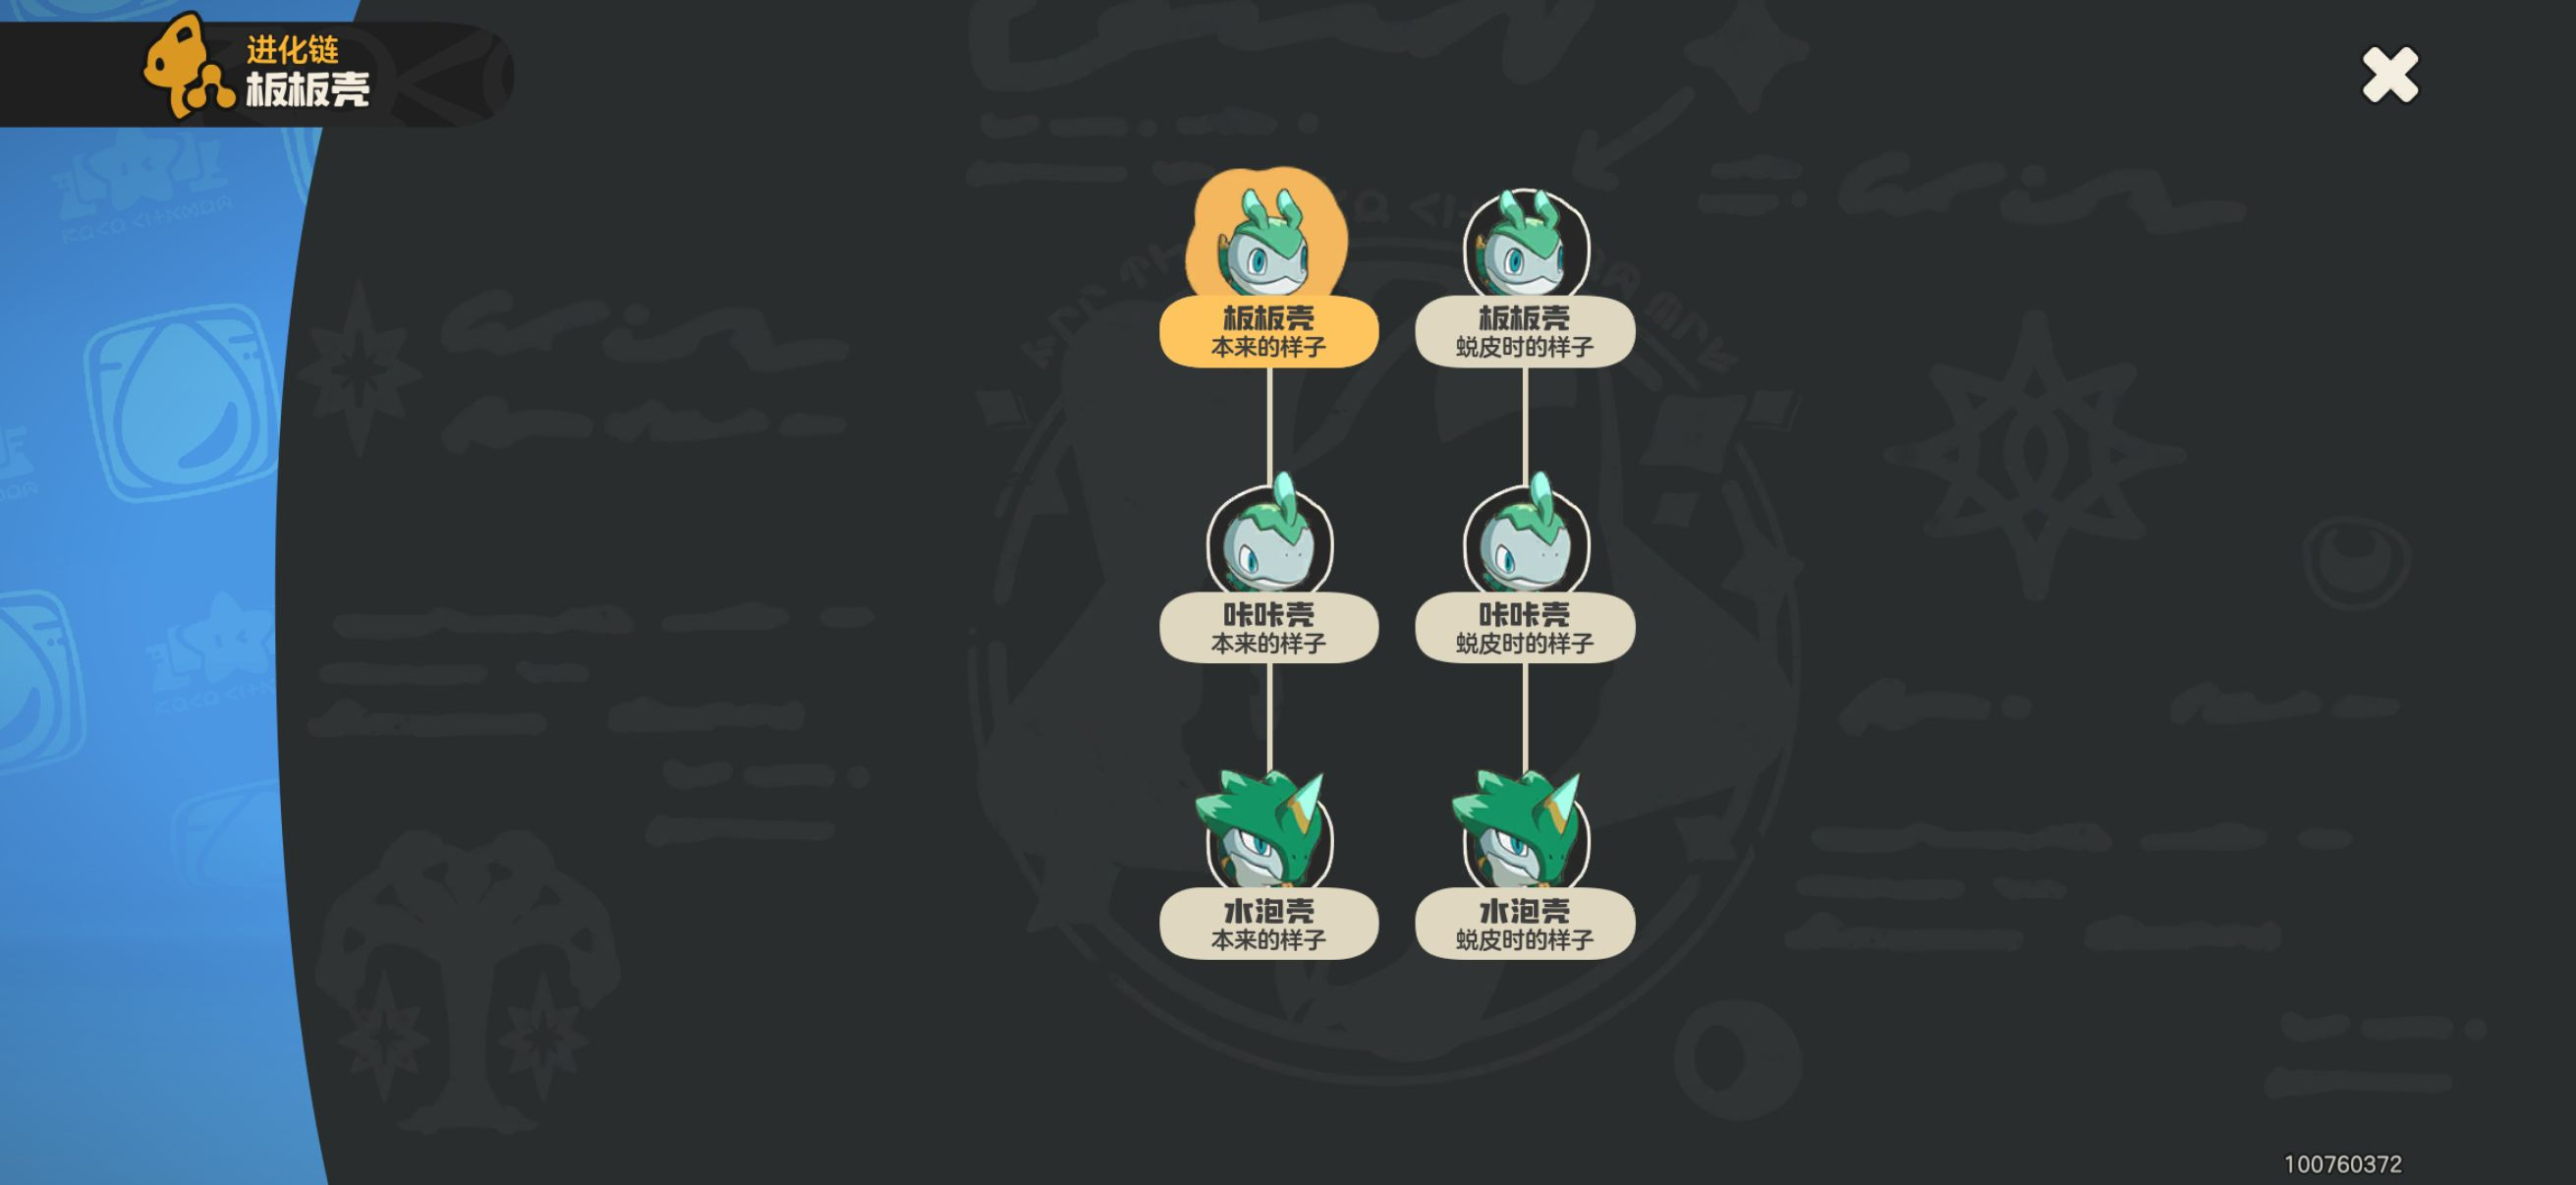 进化链
板板壳
板板壳
本来的样子
板板壳
蜕皮时的样子
咔咔壳
本来的样子
咔咔壳
蜕皮时的样子
水泡壳
本来的样子
水泡壳
蜕皮时的样子
100760372